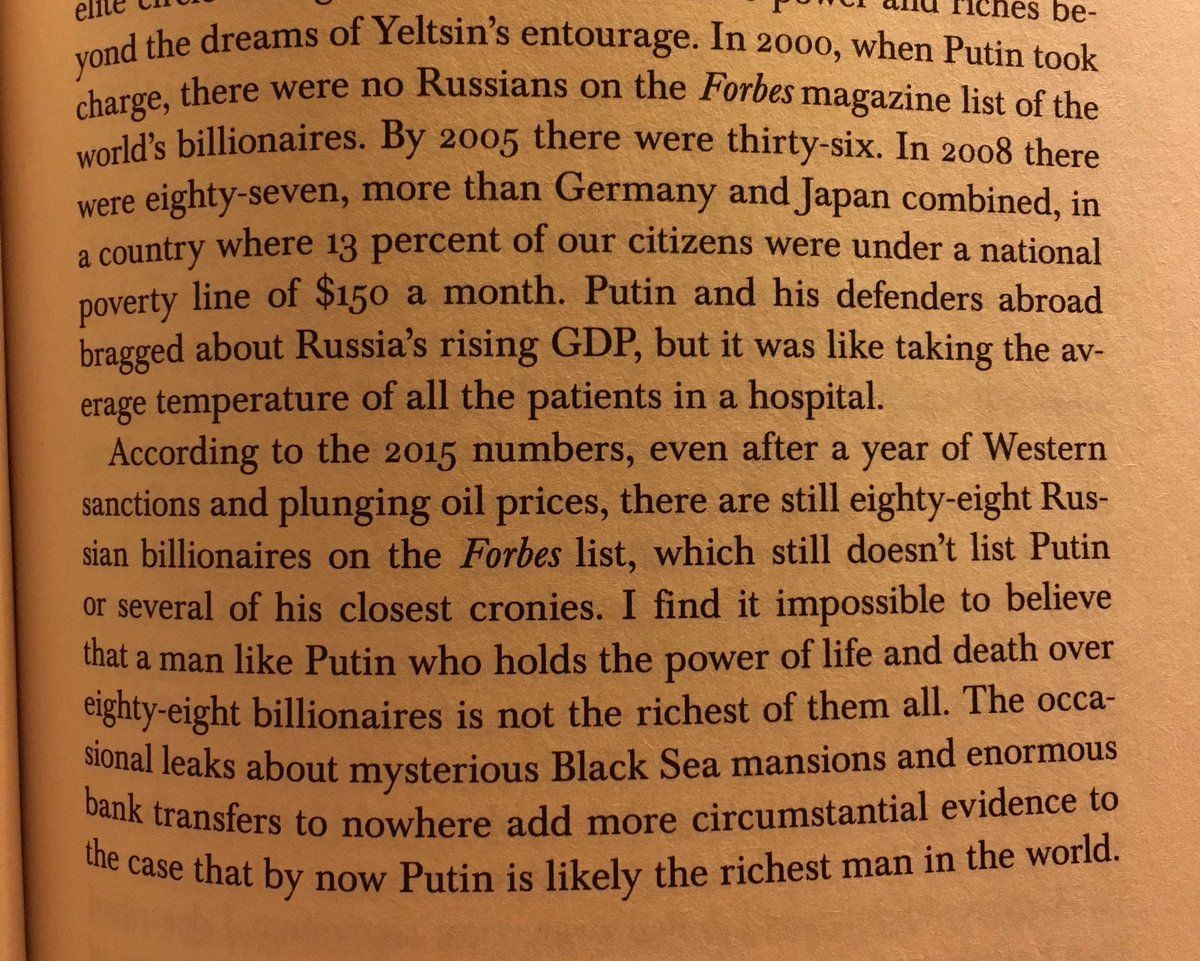 elite
power and riches be-
yond the dreams of Yeltsin's entourage. In 2000, when Putin took
charge, there were no Russians on the Forbes magazine list of the
world's billionaires. By 2005 there were thirty-six. In 2008 there
were eighty-seven, more than Germany and Japan combined, in
a country where 13 percent of our citizens were under a national
poverty line of $150 a month. Putin and his defenders abroad
bragged about Russia's rising GDP, but it was like taking the av-
erage temperature of all the patients in a hospital.
According to the 2015 numbers, even after a year of Western
sanctions and plunging oil prices, there are still eighty-eight Rus-
sian billionaires on the Forbes list, which still doesn't list Putin
or several of his closest cronies. I find it impossible to believe
that a man like Putin who holds the power of life and death over
eighty-eight billionaires is not the richest of them all. The occa-
sional leaks about mysterious Black Sea mansions and enormous
bank transfers to nowhere add more circumstantial evidence to
the case that by now Putin is likely the richest man in the world.